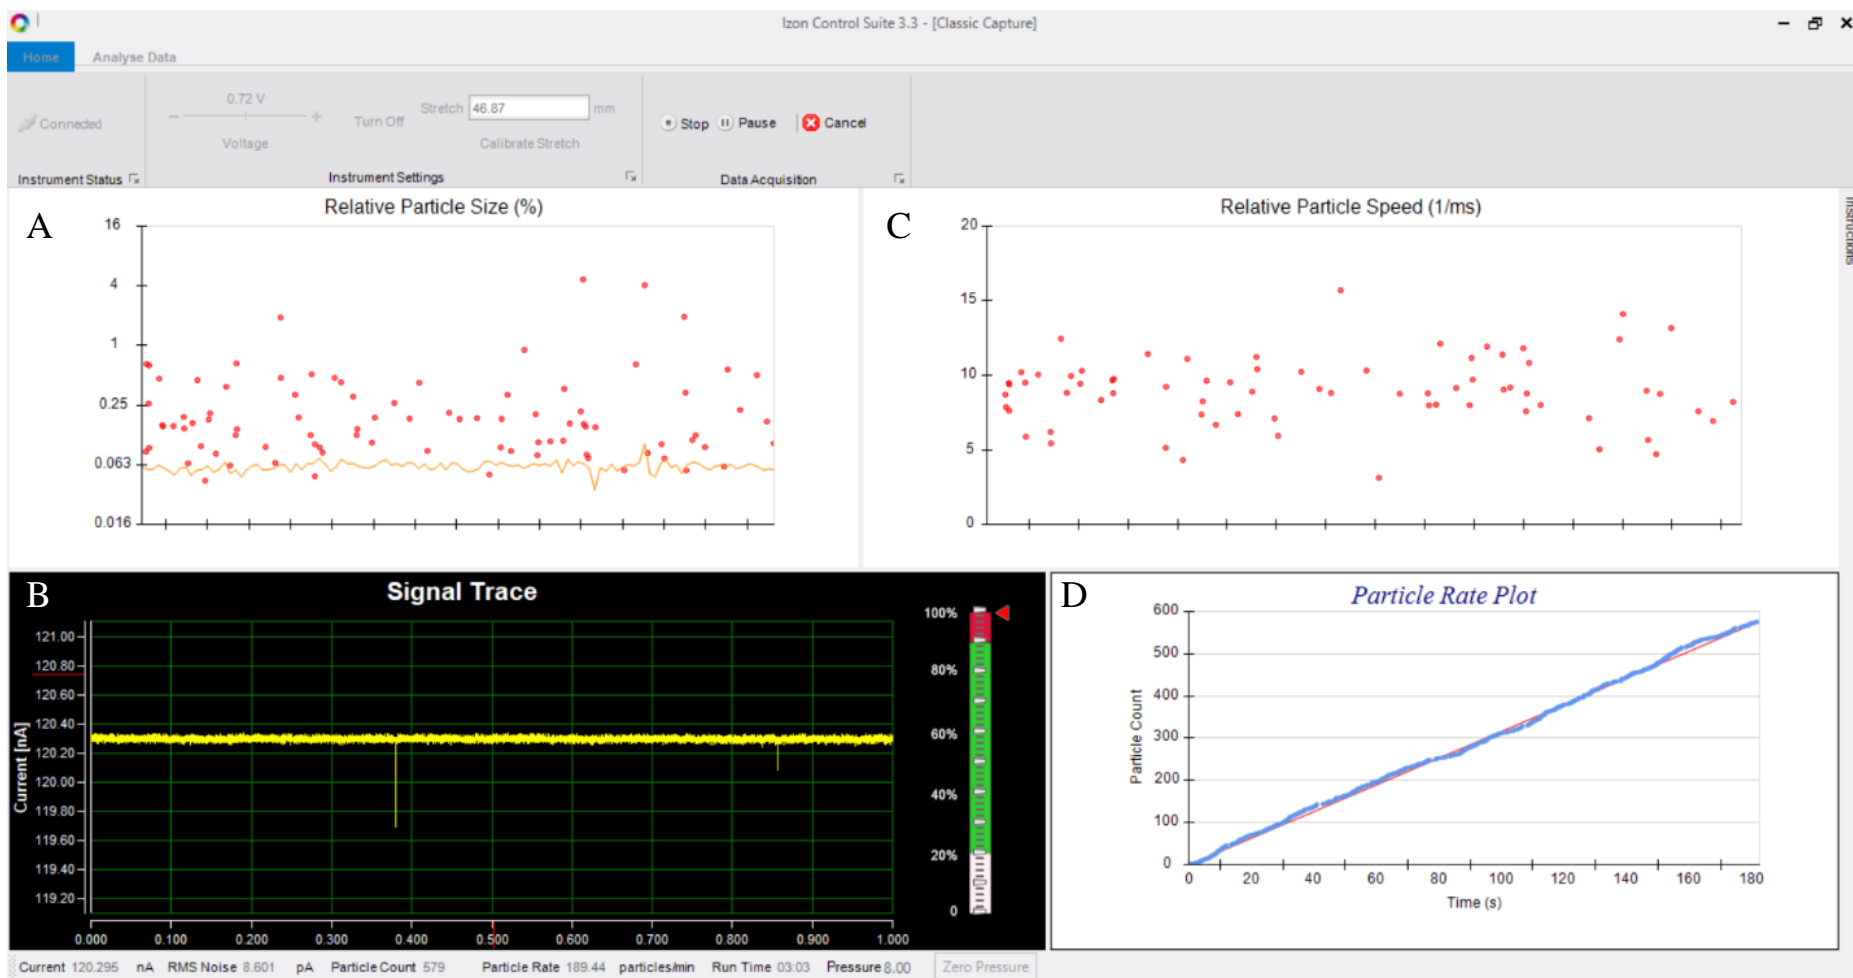 Izon Control Suite 3.3 - [Classic Capture]
Home Analyse Data
0.72 V
Stretch 46.87 mm
Connected Turn Off Stop Pause Cancel
Voltage Calibrate Stretch
Instrument Status Instrument Settings Data Acquisition
Instructions
A Relative Particle Size (%)
16
4
1
0.25
0.063
0.016
C Relative Particle Speed (1/ms)
20
15
10
5
0
B Signal Trace
Current [nA]
121.00
120.80
120.60
120.40
120.20
120.00
119.80
119.60
119.40
119.20
0.000 0.100 0.200 0.300 0.400 0.500 0.600 0.700 0.800 0.900 1.000
100%
80%
60%
40%
20%
0
D Particle Rate Plot
Particle Count
600
500
400
300
200
100
0
0 20 40 60 80 100 120 140 160 180
Time (s)
Current 120.295 nA RMS Noise 8.601 pA Particle Count 579 Particle Rate 189.44 particles/min Run Time 03:03 Pressure 8.00 Zero Pressure